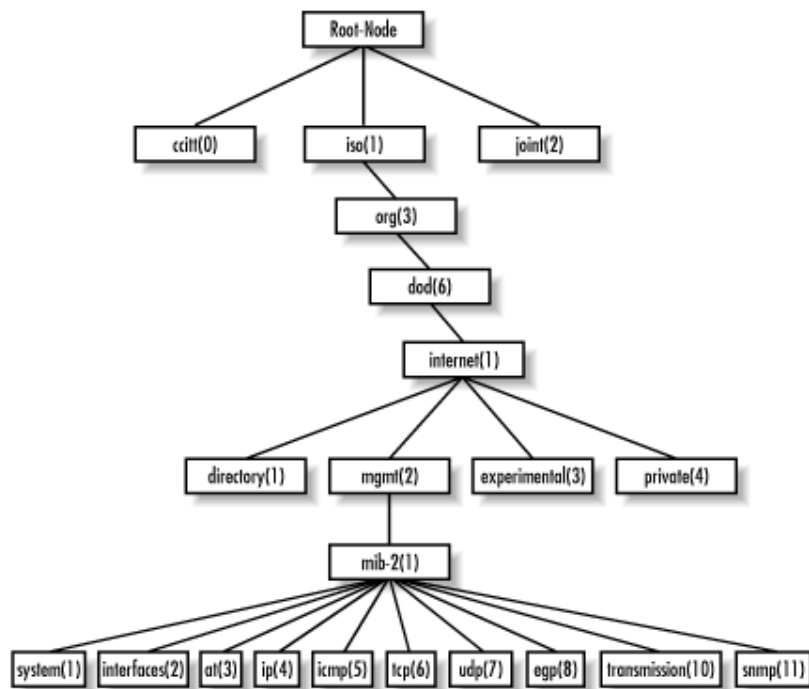 Root-Node
ccitt(0) iso(1) joint(2)
org(3)
dod(6)
internet(1)
directory(1) mgmt(2) experimental(3) private(4)
mib-2(1)
system(1) interfaces(2) at(3) ip(4) icmp(5) tcp(6) udp(7) egp(8) transmission(10) snmp(11)